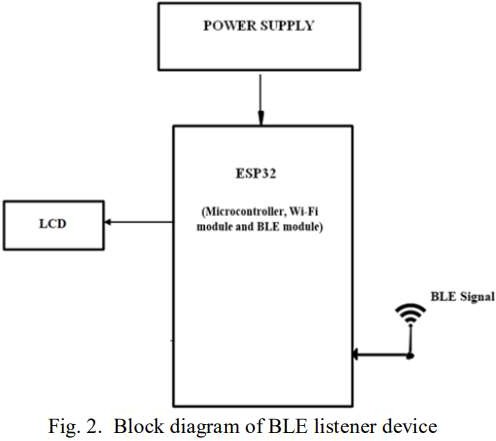 POWER SUPPLY
ESP32
(Microcontroller, Wi-Fi
module and BLE module)
LCD
BLE Signal
Fig. 2. Block diagram of BLE listener device